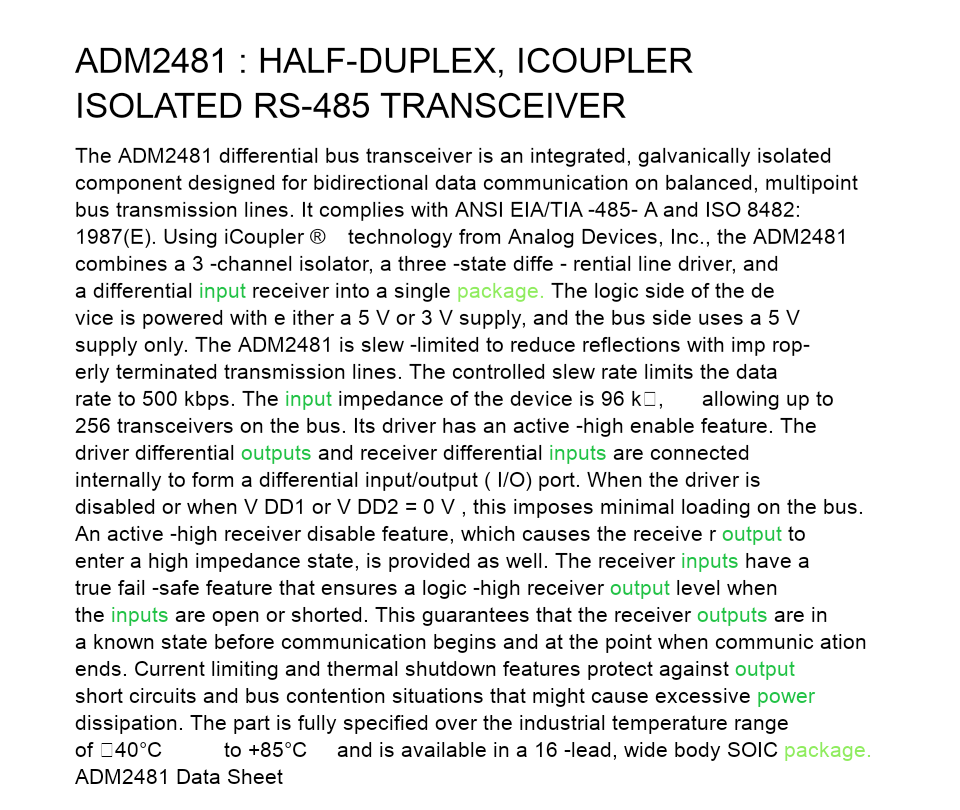 ADM2481 : HALF-DUPLEX, ICOUPLER
ISOLATED RS-485 TRANSCEIVER
The ADM2481 differential bus transceiver is an integrated, galvanically isolated
component designed for bidirectional data communication on balanced, multipoint
bus transmission lines. It complies with ANSI EIA/TIA -485- A and ISO 8482:
1987(E). Using iCoupler ® technology from Analog Devices, Inc., the ADM2481
combines a 3 -channel isolator, a three -state diffe - rential line driver, and
a differential input receiver into a single package. The logic side of the de
vice is powered with e ither a 5 V or 3 V supply, and the bus side uses a 5 V
supply only. The ADM2481 is slew -limited to reduce reflections with imp rop-
erly terminated transmission lines. The controlled slew rate limits the data
rate to 500 kbps. The input impedance of the device is 96 k□, allowing up to
256 transceivers on the bus. Its driver has an active -high enable feature. The
driver differential outputs and receiver differential inputs are connected
internally to form a differential input/output ( I/O) port. When the driver is
disabled or when V DD1 or V DD2 = 0 V , this imposes minimal loading on the bus.
An active -high receiver disable feature, which causes the receive r output to
enter a high impedance state, is provided as well. The receiver inputs have a
true fail -safe feature that ensures a logic -high receiver output level when
the inputs are open or shorted. This guarantees that the receiver outputs are in
a known state before communication begins and at the point when communic ation
ends. Current limiting and thermal shutdown features protect against output
short circuits and bus contention situations that might cause excessive power
dissipation. The part is fully specified over the industrial temperature range
of □40°C to +85°C and is available in a 16 -lead, wide body SOIC package.
ADM2481 Data Sheet